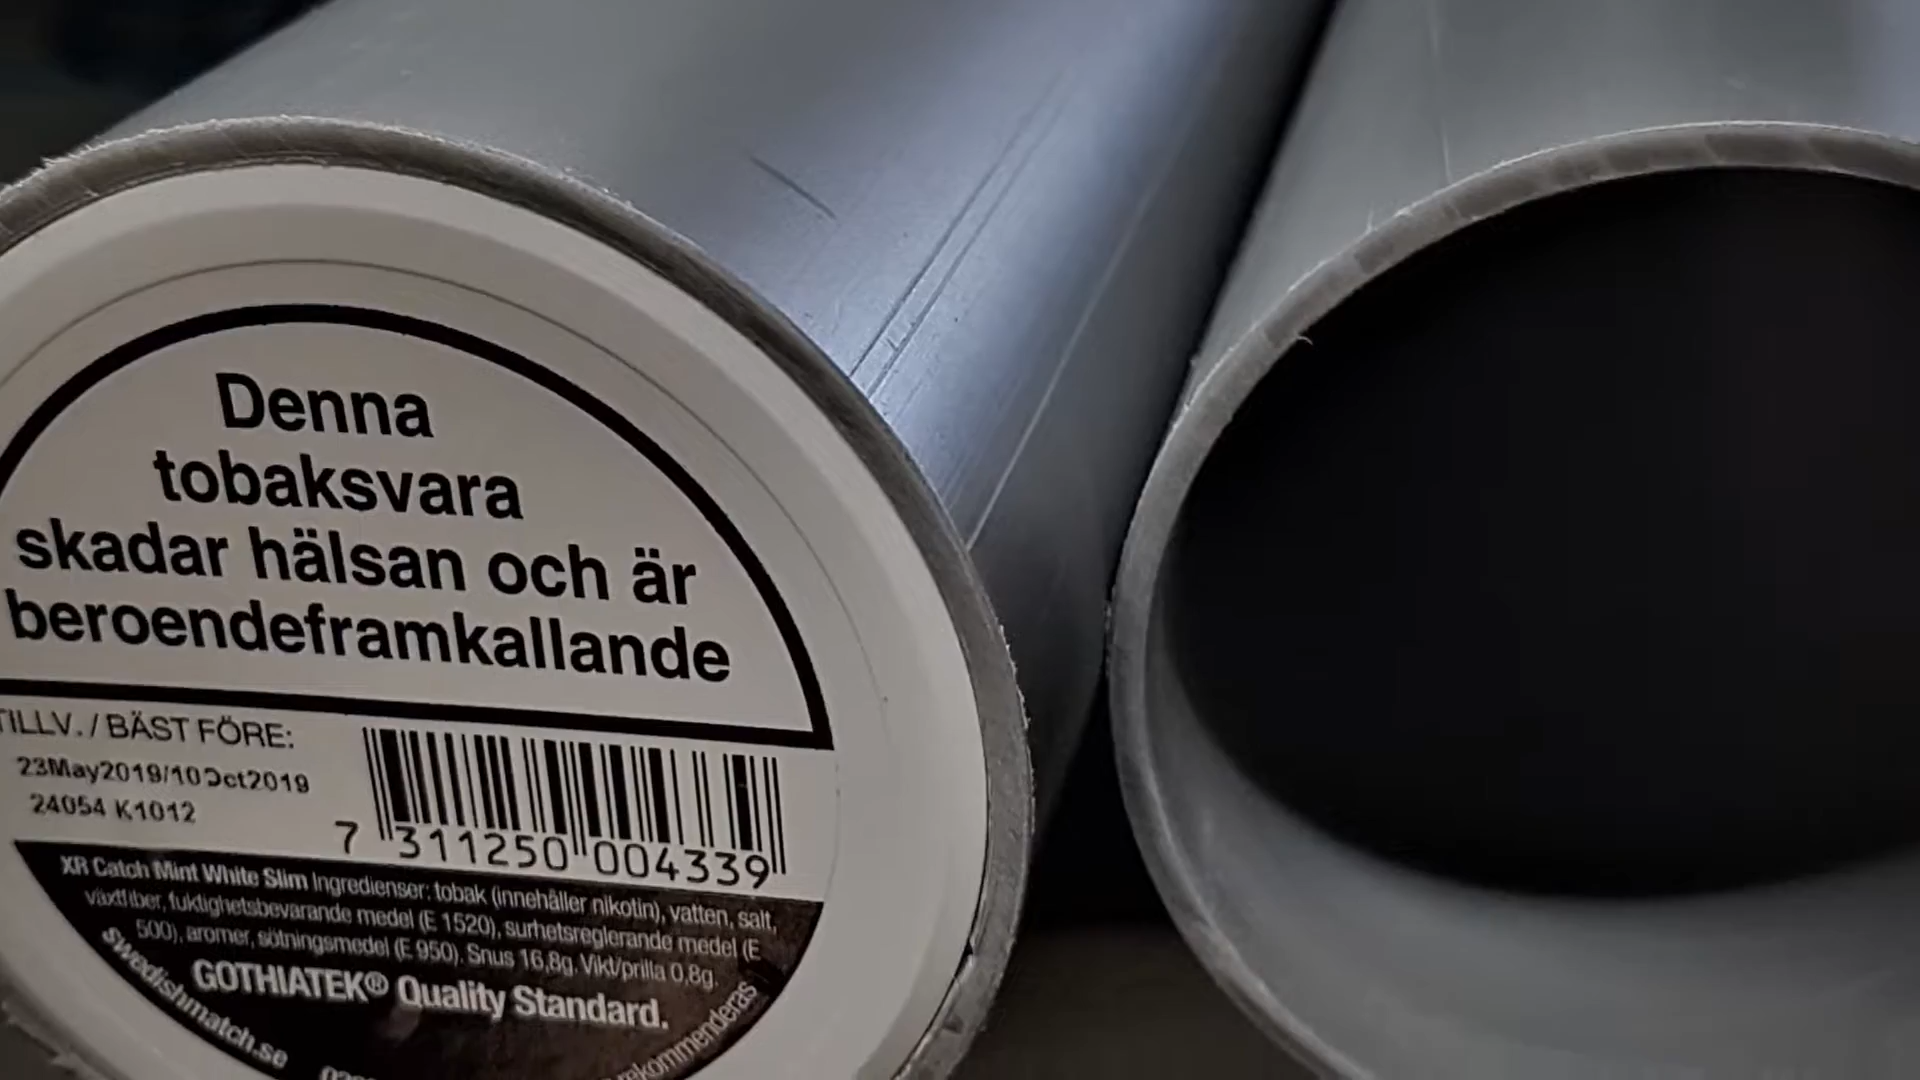 Denna
tobaksvara
skadar hälsan och är
beroendeframkallande
TILLV. / BÄST FÖRE:
23May2019/10Oct2019
24054 K1012
7 311250 004339
XR Catch Mint White Slim Ingredienser: tobak (innehåller nikotin), vatten, salt,
växtfiber, fuktighetsbevarande medel (E 1520), surhetsreglerande medel (E
500), aromer, sötningsmedel (E 950). Snus 16,8g. Vikt/prilla 0,8g.
GOTHIATEK® Quality Standard.
swedishmatch.se
rekommenderas